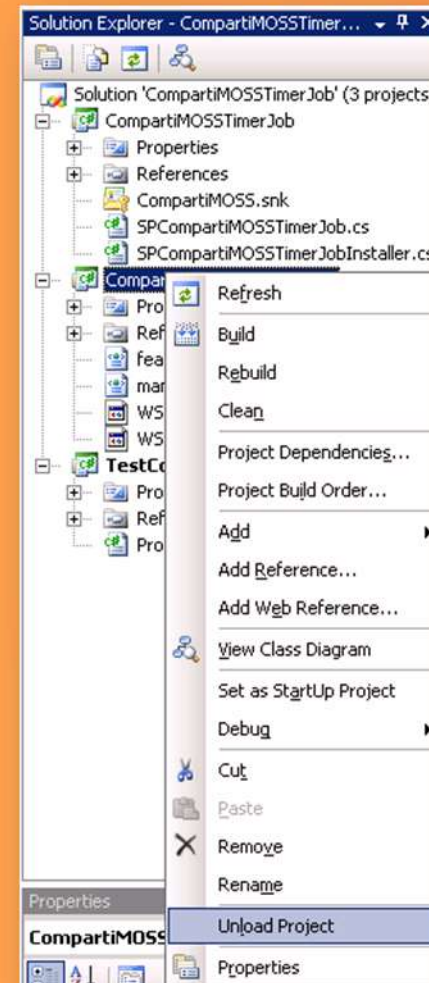 Solution Explorer - CompartiMOSSTimer...
Solution 'CompartiMOSSTimerJob' (3 projects
CompartiMOSSTimerJob
Properties
References
CompartiMOSS.snk
SPCompartiMOSSTimerJob.cs
SPCompartiMOSSTimerJobInstaller.cs
Compar
Pro
Ref
fea
man
WS
WS
TestCo
Pro
Ref
Pro
Refresh
Build
Rebuild
Clean
Project Dependencies...
Project Build Order...
Add
Add Reference...
Add Web Reference...
View Class Diagram
Set as StartUp Project
Debug
Cut
Paste
Remove
Rename
Unload Project
Properties
Properties
CompartiMOSS